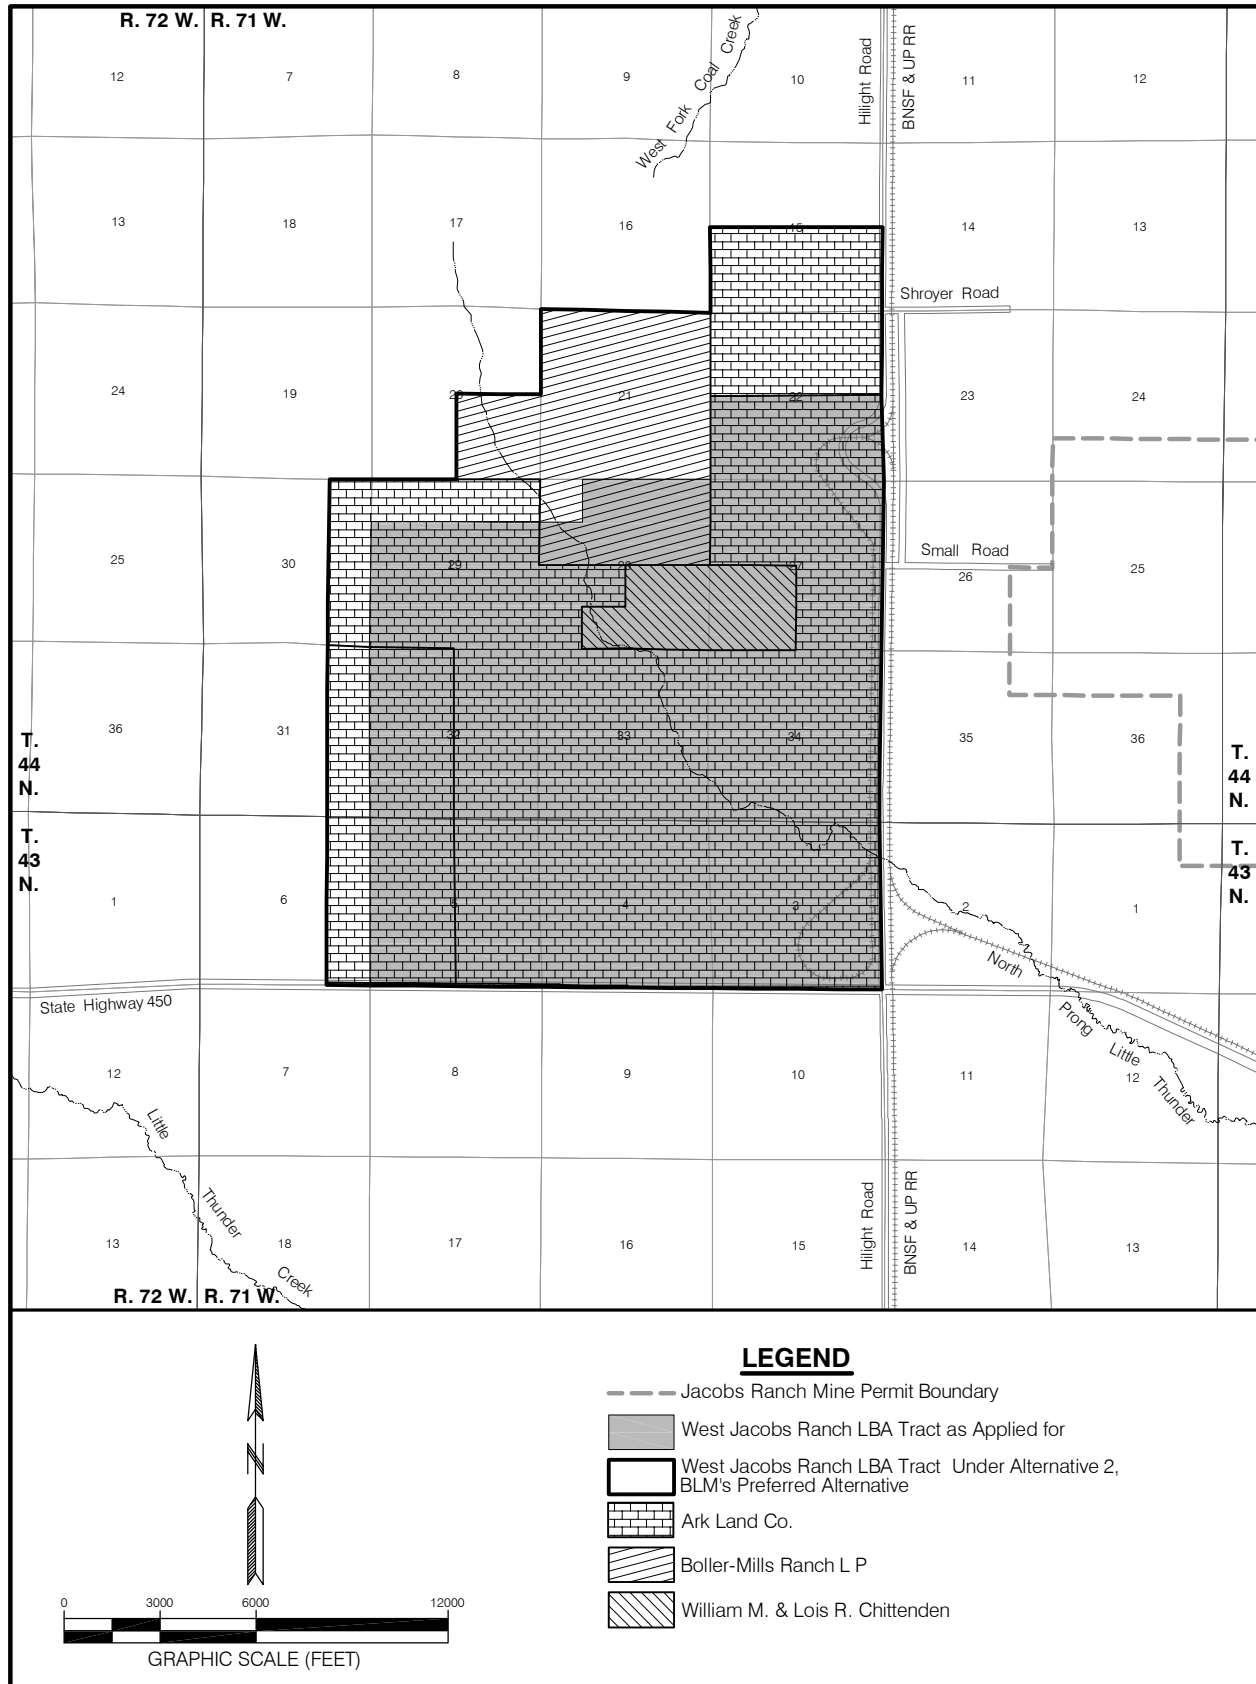 R. 72 W. R. 71 W.
12 7 8 9 10 11 12
West Fork Coal Creek
Hilight Road
BNSF & UP RR
13 18 17 16 15 14 13
Shroyer Road
24 19 20 21 22 23 24
Small Road
25 30 29 28 27 26 25
36 31 32 33 34 35 36
T.
44
N.
T.
44
N.
T.
43
N.
T.
43
N.
1 6 5 4 3 2 1
North Prong Little Thunder
State Highway 450
12 7 8 9 10 11 12
Little Thunder Creek
Hilight Road
BNSF & UP RR
13 18 17 16 15 14 13
R. 72 W. R. 71 W.
LEGEND
Jacobs Ranch Mine Permit Boundary
West Jacobs Ranch LBA Tract as Applied for
West Jacobs Ranch LBA Tract Under Alternative 2,
BLM's Preferred Alternative
Ark Land Co.
Boller-Mills Ranch L P
William M. & Lois R. Chittenden
N
0 3000 6000 12000
GRAPHIC SCALE (FEET)